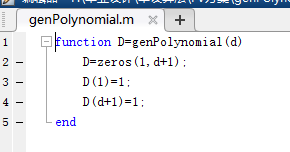 genPolynomial.m
1 function D=genPolynomial(d)
2 - D=zeros(1,d+1);
3 - D(1)=1;
4 - D(d+1)=1;
5 - end